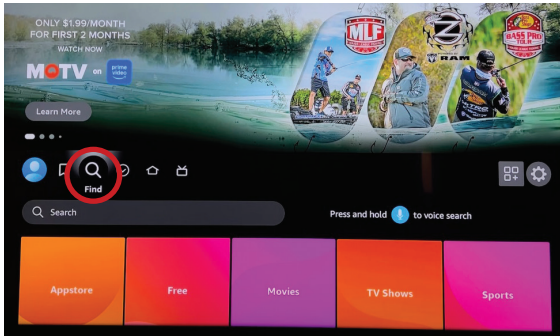 ONLY $1.99/MONTH
FOR FIRST 2 MONTHS
WATCH NOW
MOTV on prime video
MLF
Z
RAM
BASS PRO
TOUR
Learn More
Find
Search
Press and hold to voice search
Appstore
Free
Movies
TV Shows
Sports